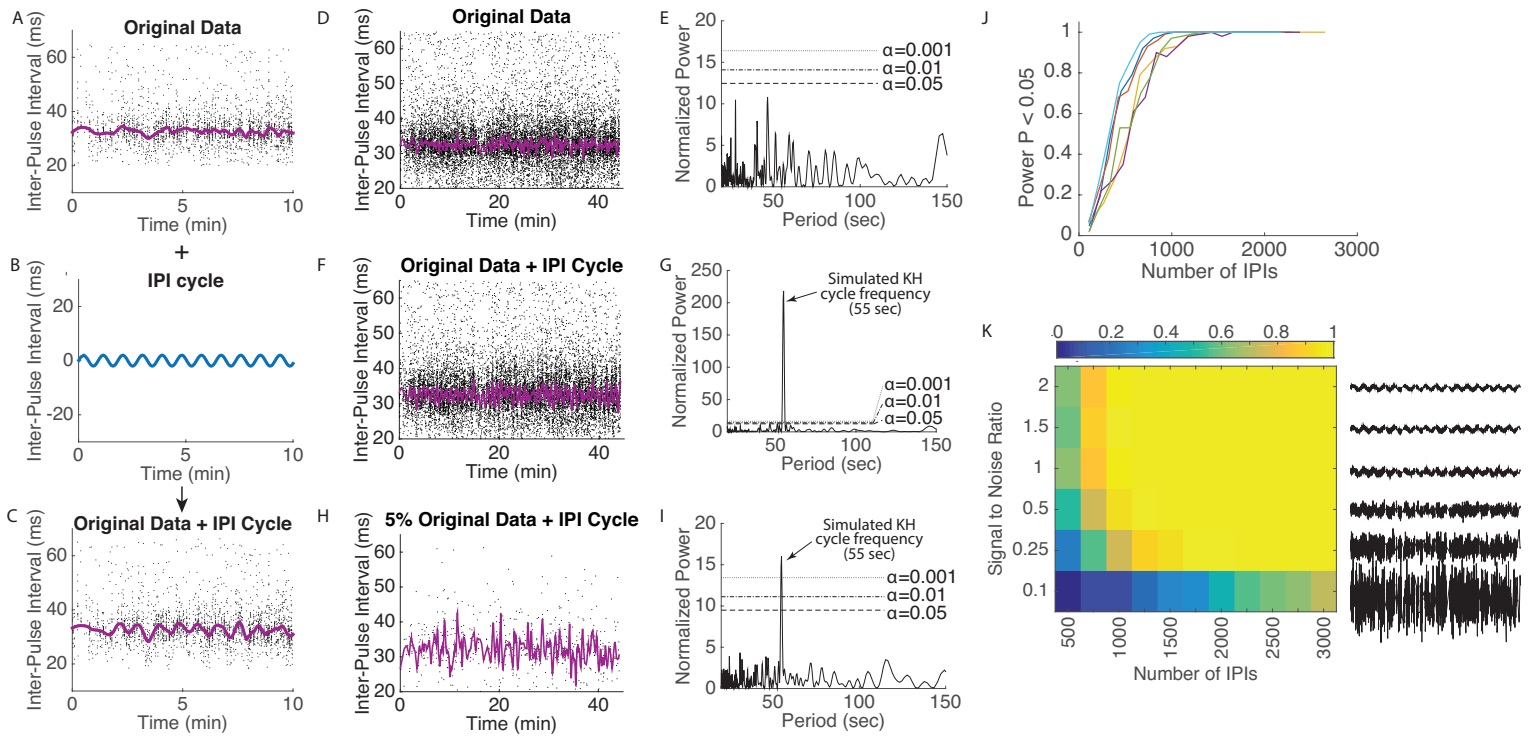 A
Original Data
Inter-Pulse Interval (ms)
60
40
20
0
5
10
Time (min)
+
B
IPI cycle
Inter-Pulse Interval (ms)
20
0
-20
0
5
10
Time (min)
C
Original Data + IPI Cycle
Inter-Pulse Interval (ms)
60
40
20
0
5
10
Time (min)
D
Original Data
Inter-Pulse Interval (ms)
60
50
40
30
20
0
20
40
Time (min)
E
Normalized Power
20
15
10
5
0
α=0.001
α=0.01
α=0.05
50
100
150
Period (sec)
F
Original Data + IPI Cycle
Inter-Pulse Interval (ms)
60
50
40
30
20
0
20
40
Time (min)
G
Normalized Power
250
200
150
100
50
0
Simulated KH
cycle frequency
(55 sec)
α=0.001
α=0.01
α=0.05
50
100
150
Period (sec)
H
5% Original Data + IPI Cycle
Inter-Pulse Interval (ms)
60
50
40
30
20
0
20
40
Time (min)
I
Normalized Power
20
15
10
5
0
Simulated KH
cycle frequency
(55 sec)
α=0.001
α=0.01
α=0.05
50
100
150
Period (sec)
J
Power P < 0.05
1
0.8
0.6
0.4
0.2
0
0
1000
2000
3000
Number of IPIs
K
0 0.2 0.4 0.6 0.8 1
Signal to Noise Ratio
2
1.5
1
0.5
0.25
0.1
500
1000
1500
2000
2500
3000
Number of IPIs